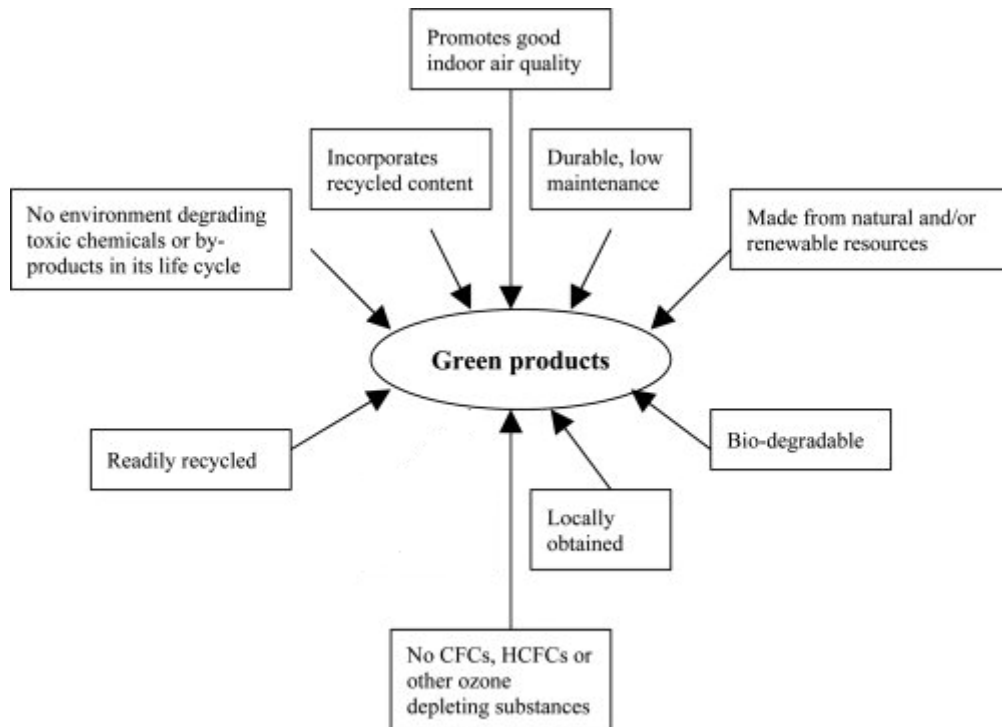 Promotes good
indoor air quality
Incorporates
recycled content
Durable, low
maintenance
No environment degrading
toxic chemicals or by-
products in its life cycle
Made from natural and/or
renewable resources
Green products
Readily recycled
Bio-degradable
Locally
obtained
No CFCs, HCFCs or
other ozone
depleting substances